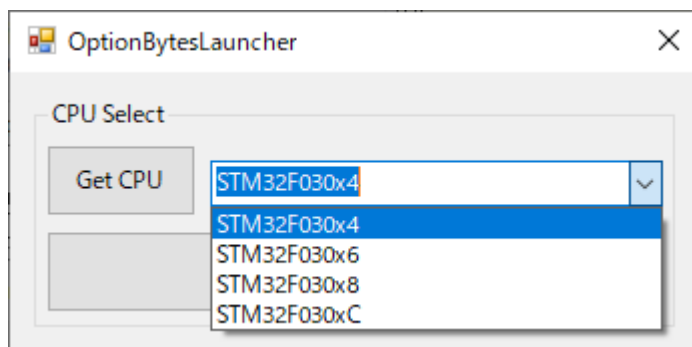 OptionBytesLauncher
CPU Select
Get CPU
STM32F030x4
STM32F030x4
STM32F030x6
STM32F030x8
STM32F030xC